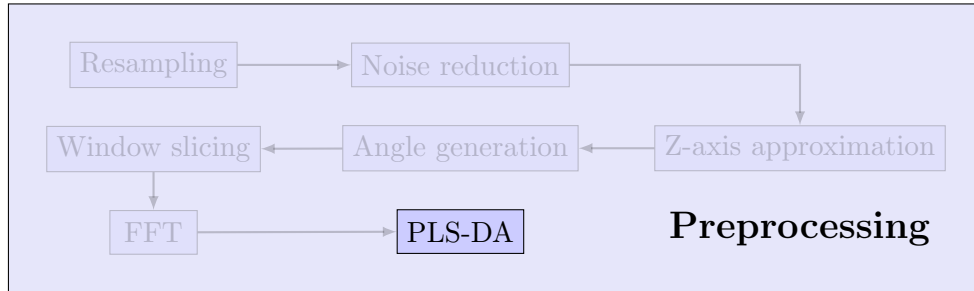 Resampling
Noise reduction
Z-axis approximation
Angle generation
Window slicing
FFT
PLS-DA
Preprocessing